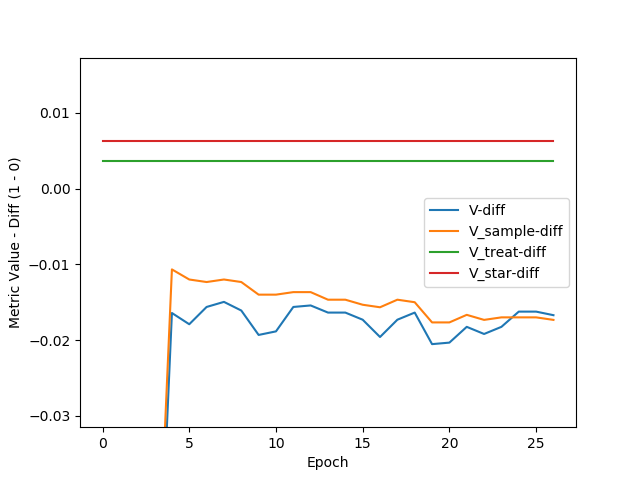 Metric Value - Diff (1 - 0)
0.01
0.00
−0.01
−0.02
−0.03
V-diff
V_sample-diff
V_treat-diff
V_star-diff
0 5 10 15 20 25
Epoch